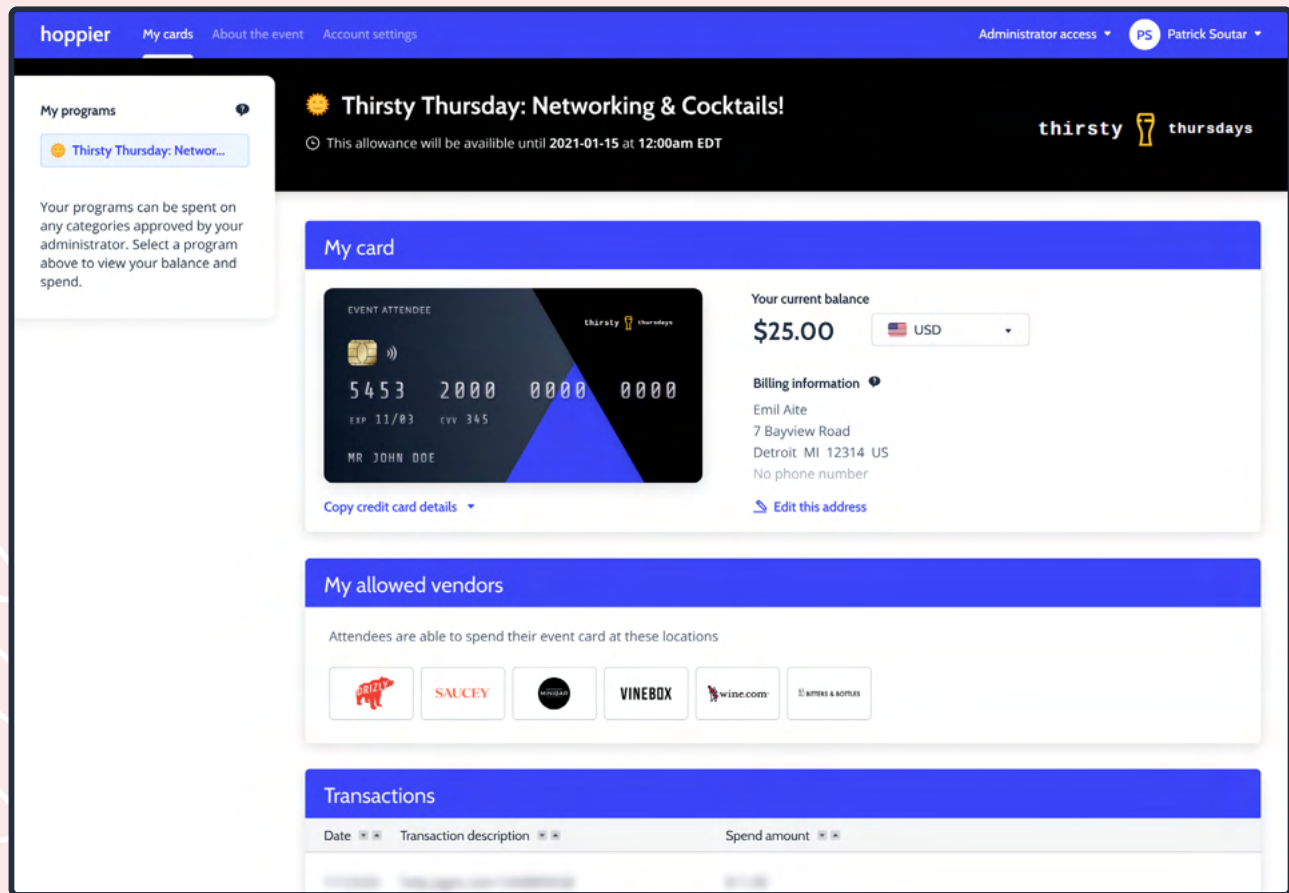 hoppier My cards About the event Account settings Administrator access PS Patrick Soutar
My programs
Thirsty Thursday: Networ...
Your programs can be spent on
any categories approved by your
administrator. Select a program
above to view your balance and
spend.
Thirsty Thursday: Networking & Cocktails!
This allowance will be availible until 2021-01-15 at 12:00am EDT
thirsty thursdays
My card
EVENT ATTENDEE
thirsty thursdays
5453 2000 0000 0000
EXP 11/03 CVV 345
MR JOHN DOE
Copy credit card details
Your current balance
$25.00 USD
Billing information
Emil Aite
7 Bayview Road
Detroit MI 12314 US
No phone number
Edit this address
My allowed vendors
Attendees are able to spend their event card at these locations
DRIZLY SAUCEY MINIBAR VINEBOX wine.com BITTERS & BOTTLES
Transactions
Date Transaction description Spend amount